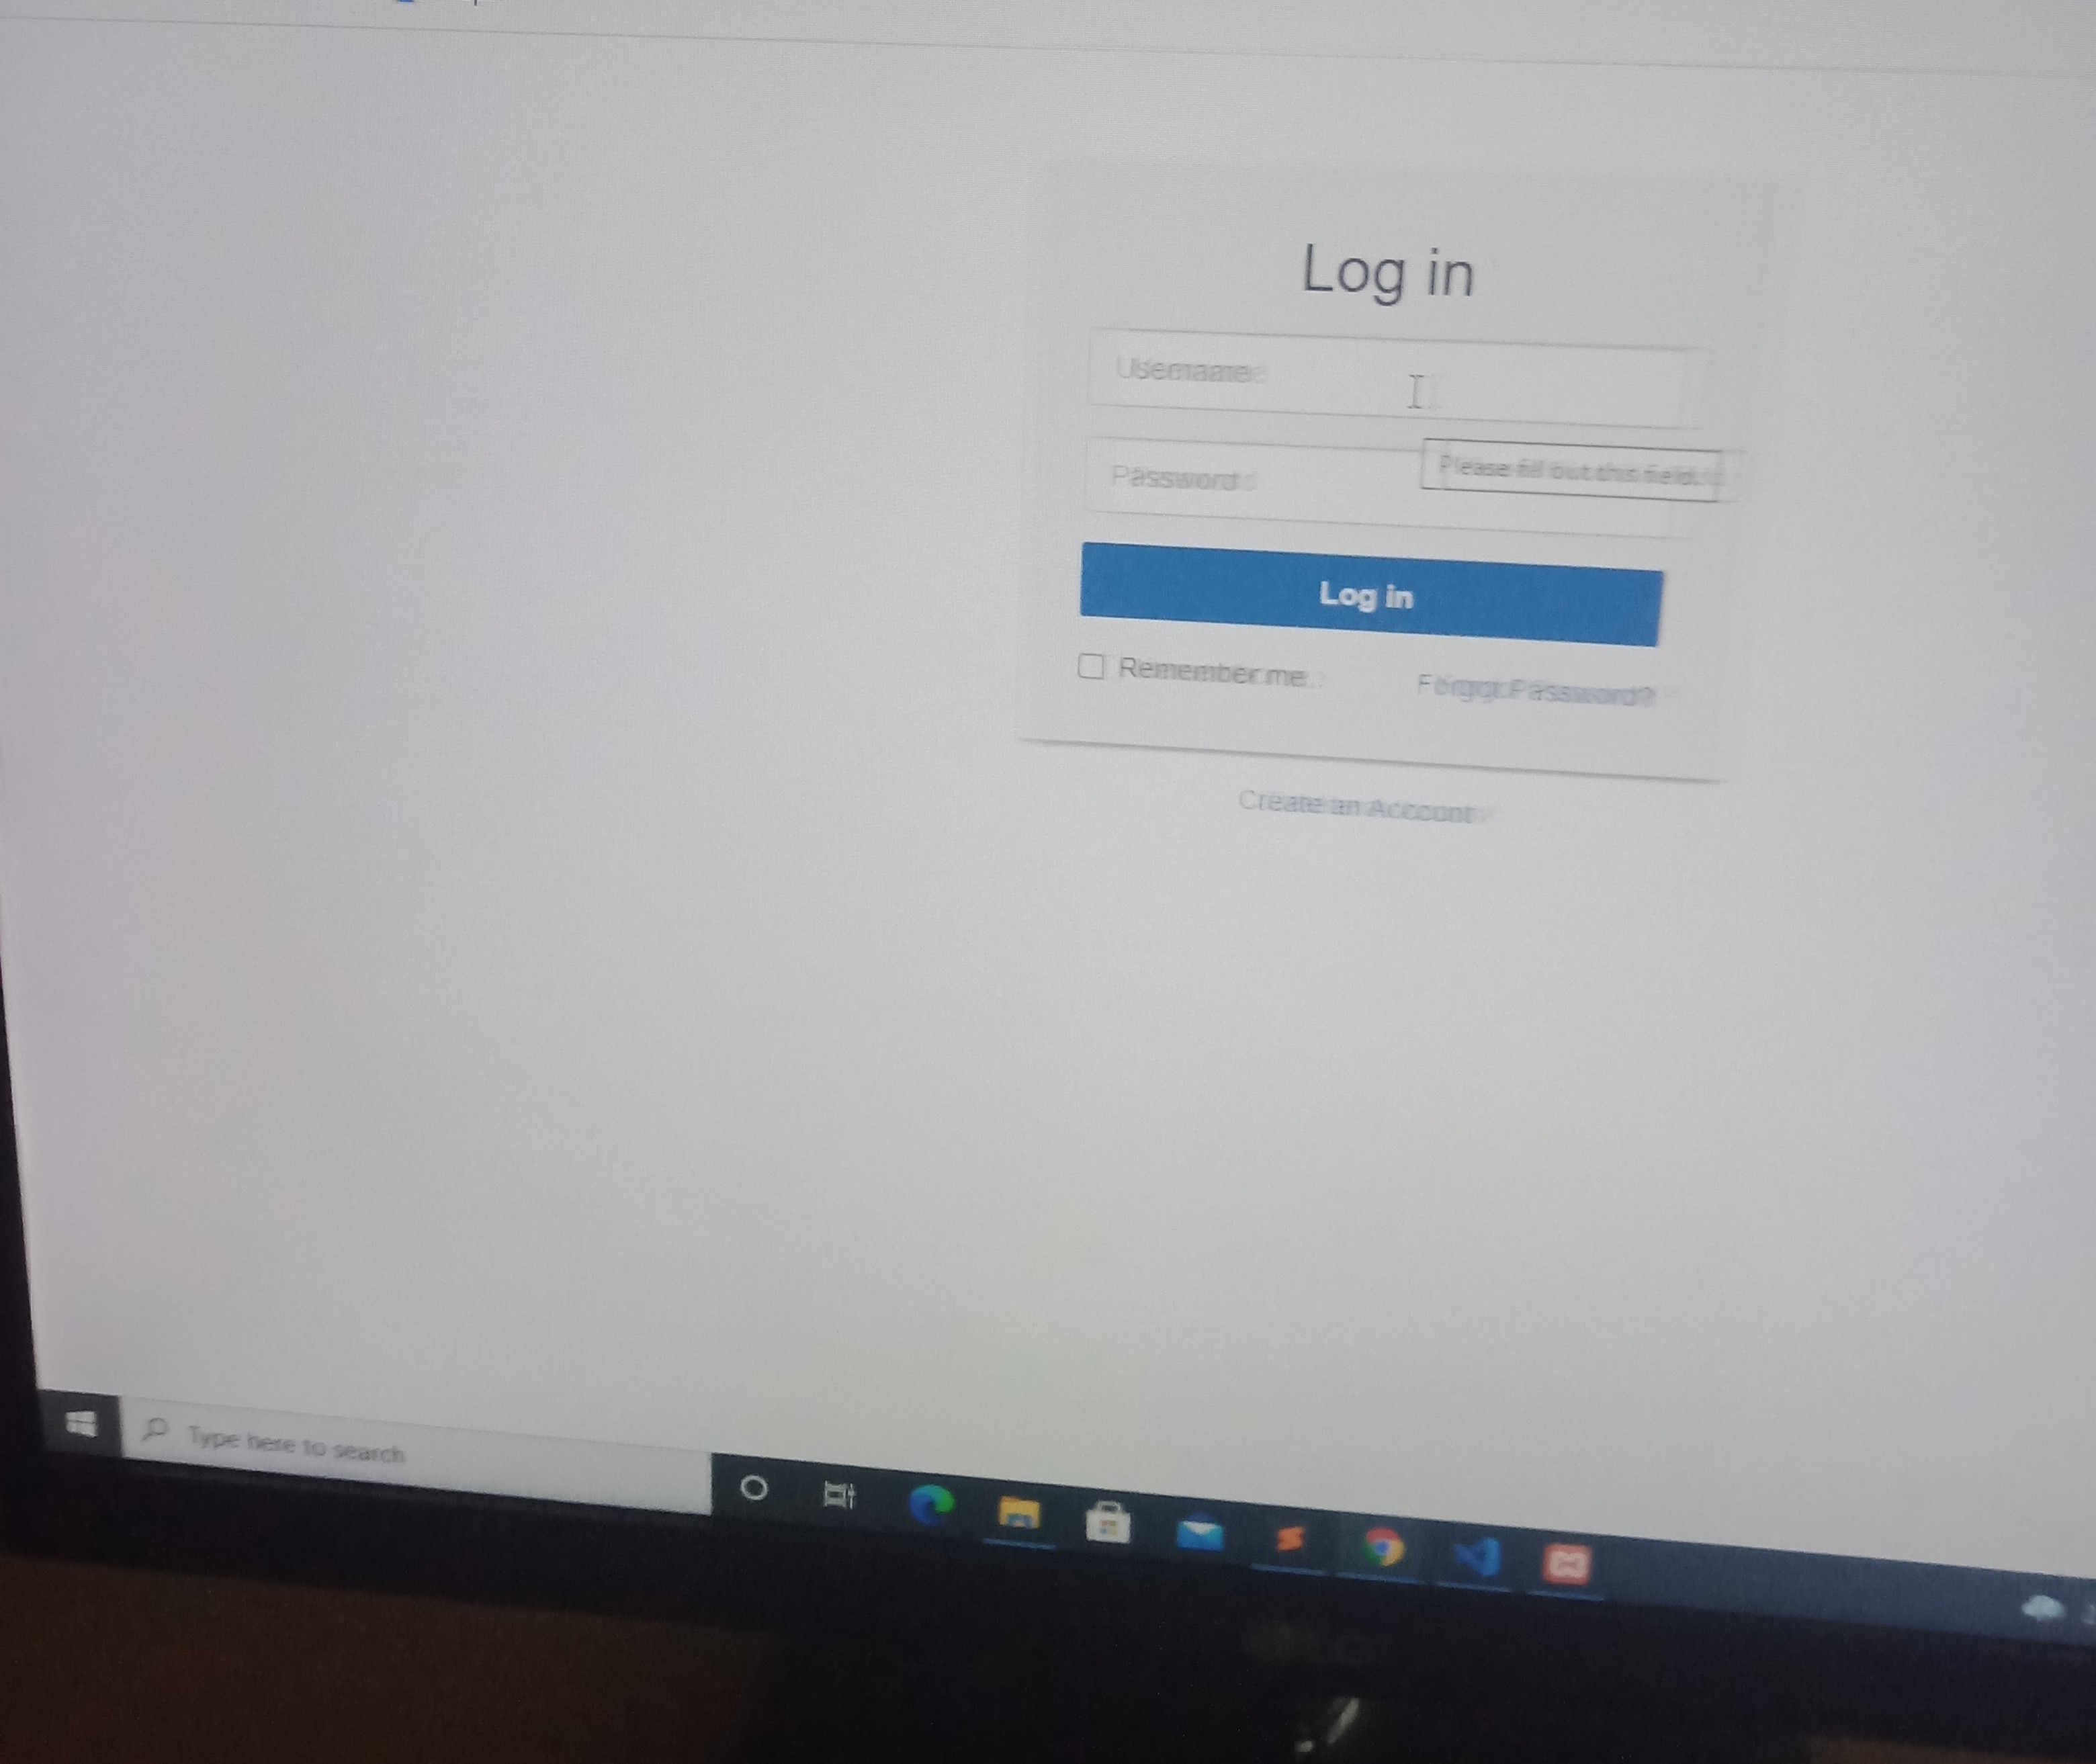 Log in
Username
Password
Please fill out this field.
Log in
Remember me
Forgot Password?
Create an Account
Type here to search
LG